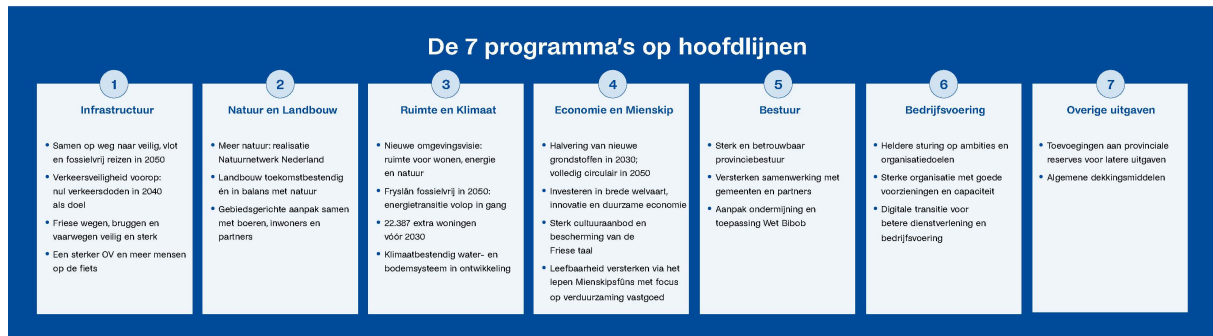 De 7 programma's op hoofdlijnen
1
Infrastructuur
• Samen op weg naar veilig, vlot
en fossielvrij reizen in 2050
• Verkeersveiligheid voorop:
nul verkeersdoden in 2040
als doel
• Friese wegen, bruggen en
vaarwegen veilig en sterk
• Een sterker OV en meer mensen
op de fiets
2
Natuur en Landbouw
• Meer natuur: realisatie
Natuurnetwerk Nederland
• Landbouw toekomstbestendig
én in balans met natuur
• Gebiedsgerichte aanpak samen
met boeren, inwoners en
partners
3
Ruimte en Klimaat
• Nieuwe omgevingsvisie:
ruimte voor wonen, energie
en natuur
• Fryslân fossielvrij in 2050:
energietransitie volop in gang
• 22.387 extra woningen
vóór 2030
• Klimaatbestendig water- en
bodemsysteem in ontwikkeling
4
Economie en Mienskip
• Halvering van nieuwe
grondstoffen in 2030;
volledig circulair in 2050
• Investeren in brede welvaart,
innovatie en duurzame economie
• Sterk cultuuraanbod en
bescherming van de
Friese taal
• Leefbaarheid versterken via het
Iepen Mienskipsfûns met focus
op verduurzaming vastgoed
5
Bestuur
• Sterk en betrouwbaar
provinciebestuur
• Versterken samenwerking met
gemeenten en partners
• Aanpak ondermijning en
toepassing Wet Bibob
6
Bedrijfsvoering
• Heldere sturing op ambities en
organisatiedoelen
• Sterke organisatie met goede
voorzieningen en capaciteit
• Digitale transitie voor
betere dienstverlening en
bedrijfsvoering
7
Overige uitgaven
• Toevoegingen aan provinciale
reserves voor latere uitgaven
• Algemene dekkingsmiddelen